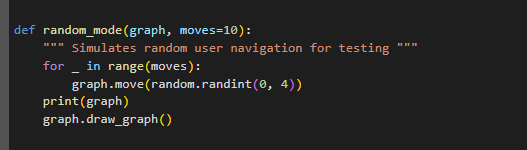 def random_mode(graph, moves=10):
    """ Simulates random user navigation for testing """
    for _ in range(moves):
        graph.move(random.randint(0, 4))
    print(graph)
    graph.draw_graph()